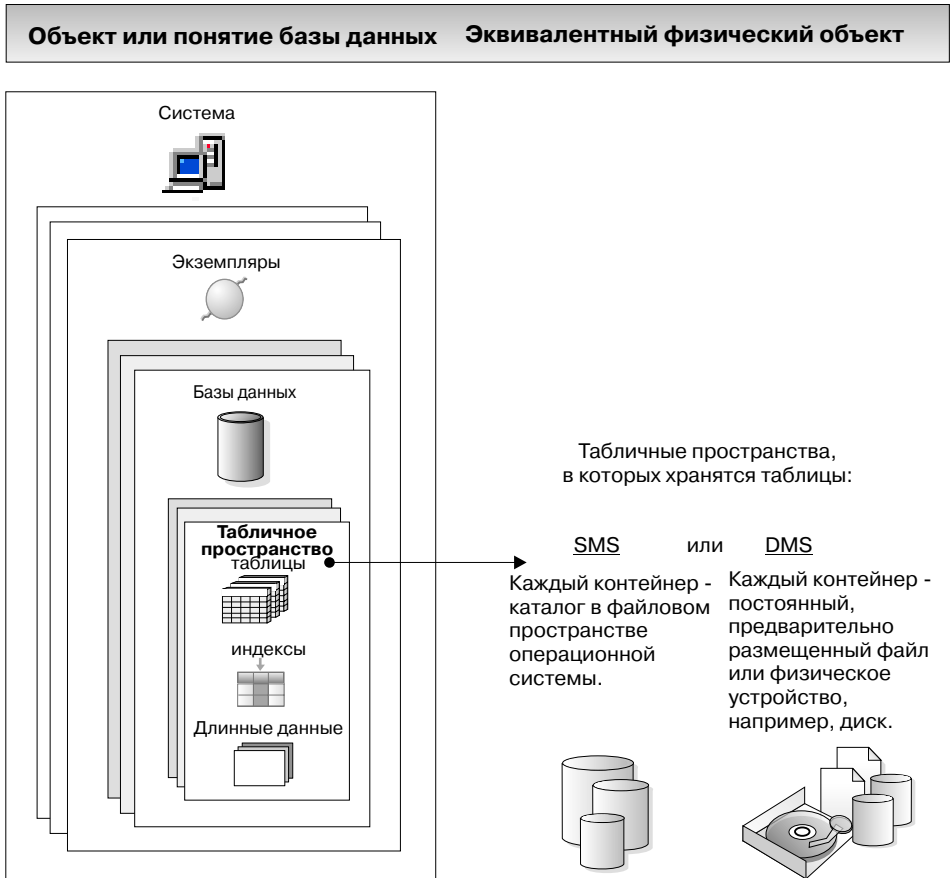 Объект или понятие базы данных Эквивалентный физический объект
Система
Экземпляры
Базы данных
Табличное
пространство
таблицы
индексы
Длинные данные
Табличные пространства,
в которых хранятся таблицы:
SMS или DMS
Каждый контейнер -
каталог в файловом
пространстве
операционной
системы.
Каждый контейнер -
постоянный,
предварительно
размещенный файл
или физическое
устройство,
например, диск.